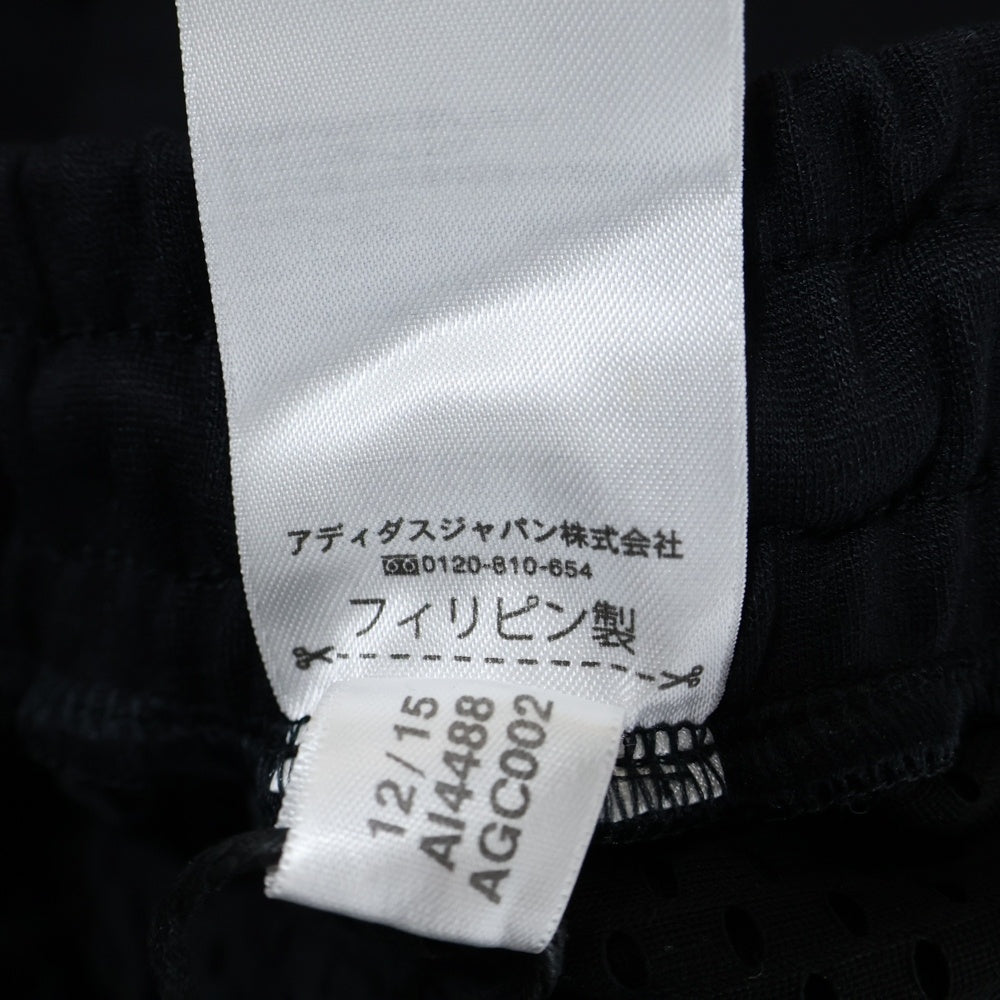 アディダスジャパン株式会社
0120-810-654
フィリピン製
12/15
AI4488
AGC002